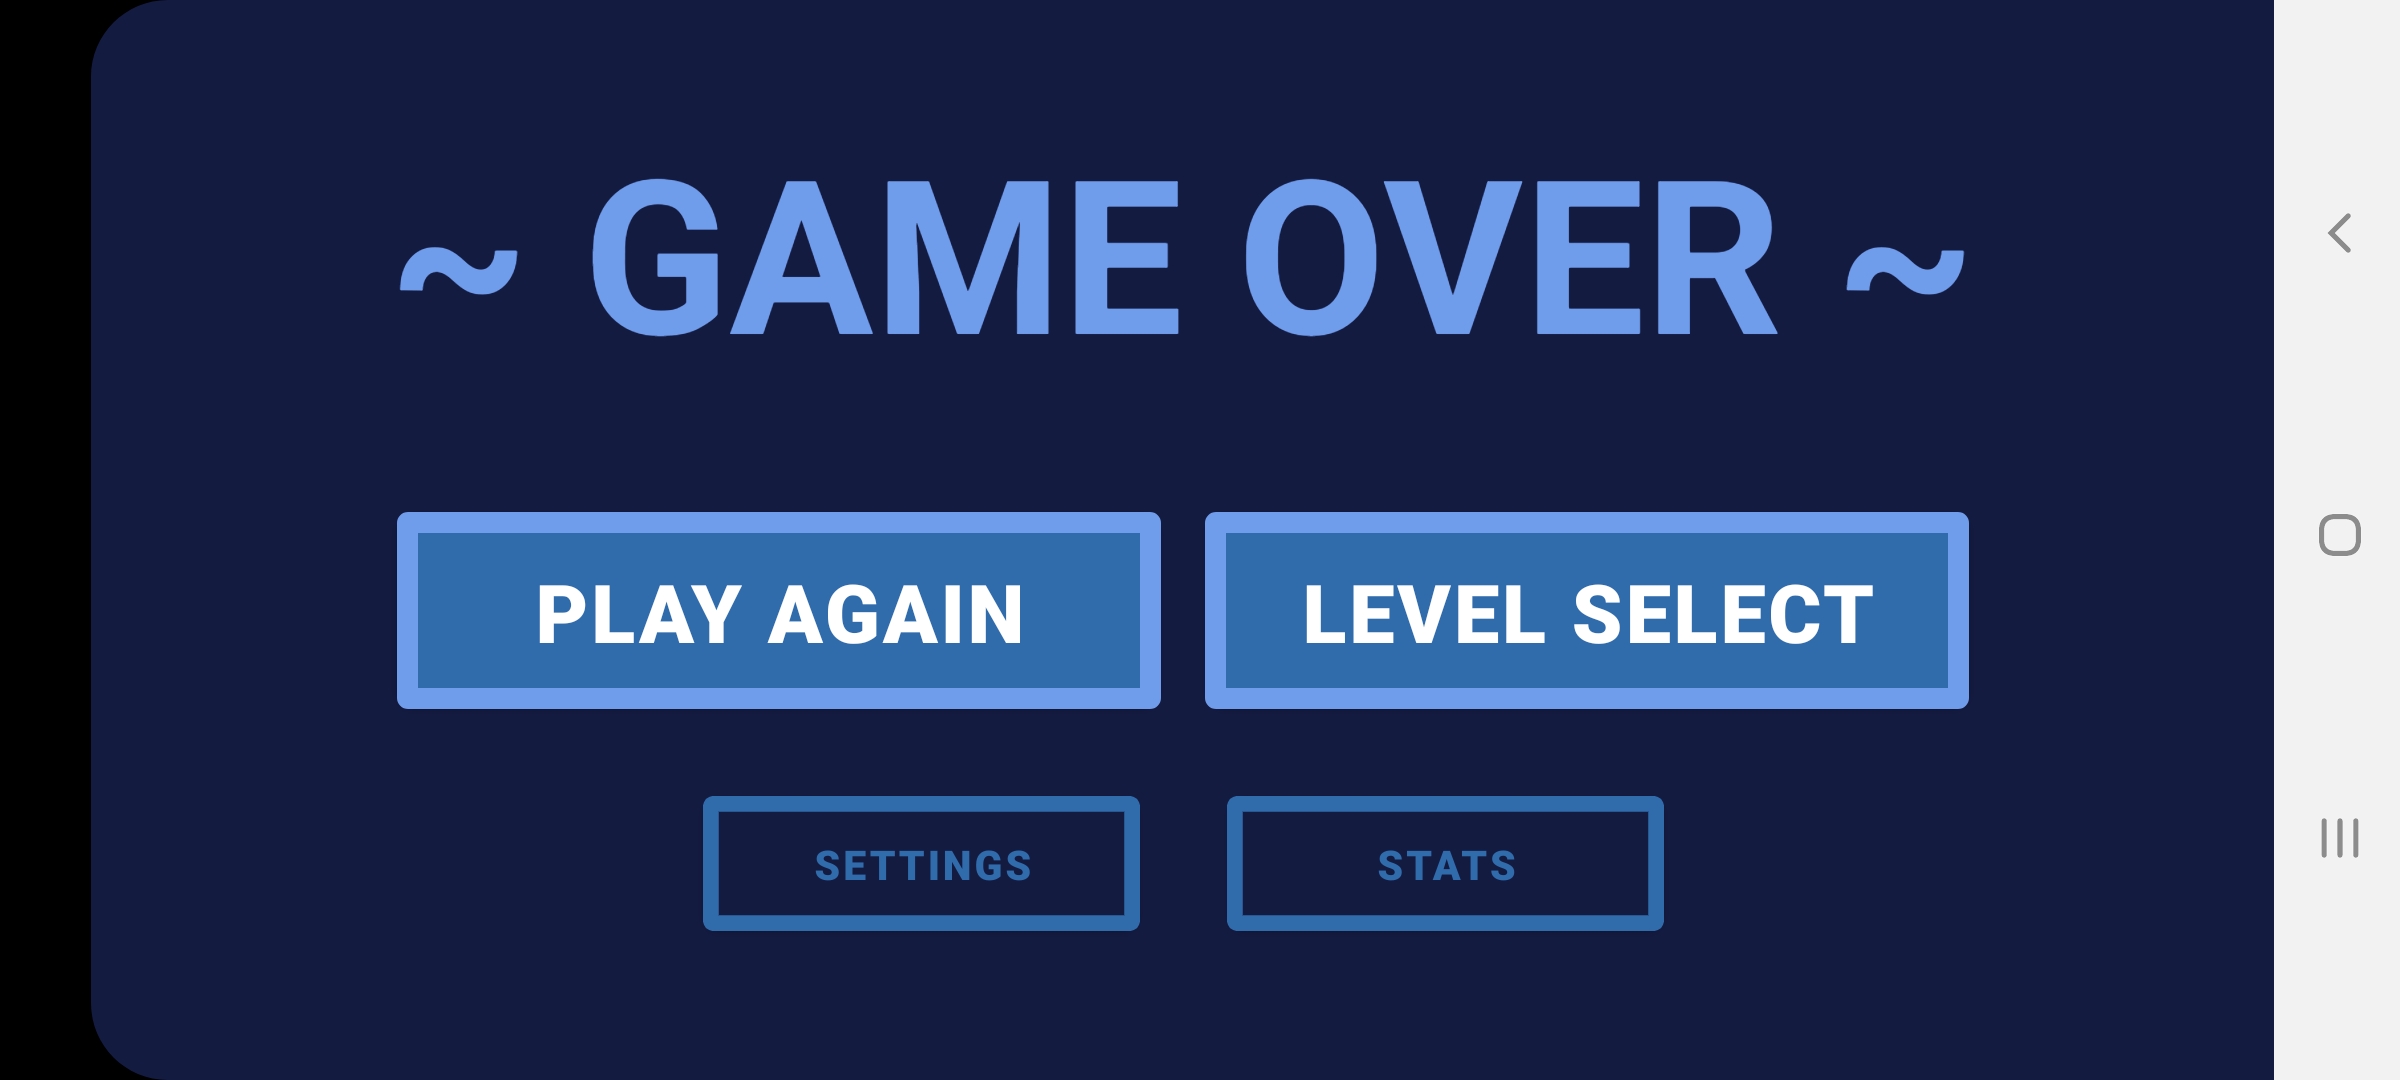 ~ GAME OVER ~
PLAY AGAIN
LEVEL SELECT
SETTINGS
STATS